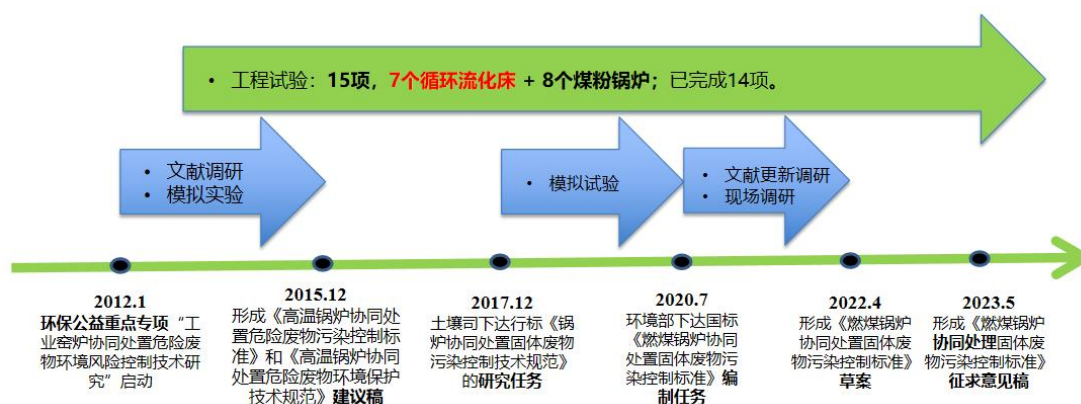 • 工程试验：15项，7个循环流化床 + 8个煤粉锅炉；已完成14项。
• 文献调研
• 模拟实验
• 模拟试验
• 文献更新调研
• 现场调研
2012.1
环保公益重点专项“工
业窑炉协同处置危险废
物环境风险控制技术研
究”启动
2015.12
形成《高温锅炉协同处
置危险废物污染控制标
准》和《高温锅炉协同
处置危险废物环境保护
技术规范》建议稿
2017.12
土壤司下达行标《锅
炉协同处置固体废物
污染控制技术规范》
的研究任务
2020.7
环境部下达国标
《燃煤锅炉协同
处置固体废物污
染控制标准》编
制任务
2022.4
形成《燃煤锅炉
协同处置固体废
物污染控制标准》
草案
2023.5
形成《燃煤锅炉
协同处理固体废
物污染控制标准》
征求意见稿